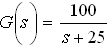 G(s) = 100 / (s + 25)